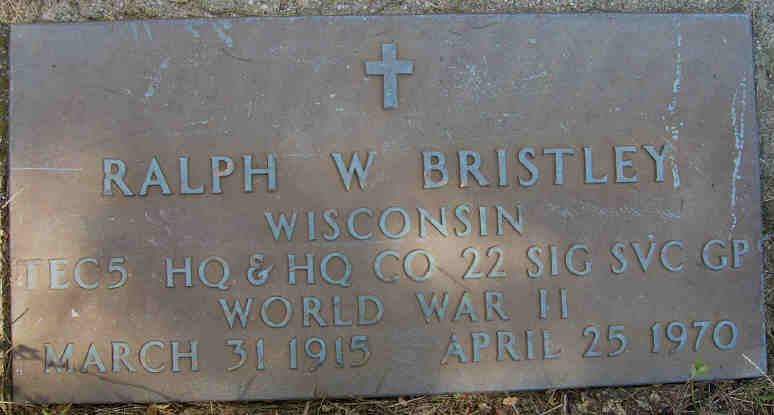 RALPH W BRISTLEY
WISCONSIN
TEC5 HQ & HQ CO 22 SIG SVC GP
WORLD WAR II
MARCH 31 1915 APRIL 25 1970